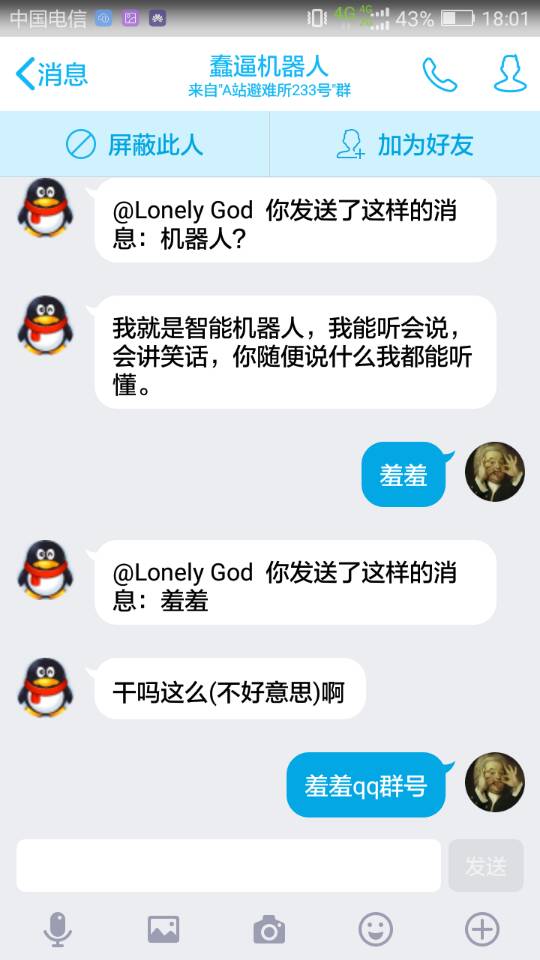 中国电信
4G
4G
2G
43%
18:01
消息
蠢逼机器人
来自"A站避难所233号"群
屏蔽此人
加为好友
@Lonely God 你发送了这样的消
息：机器人？
我就是智能机器人，我能听会说，
会讲笑话，你随便说什么我都能听
懂。
羞羞
@Lonely God 你发送了这样的消
息：羞羞
干吗这么(不好意思)啊
羞羞qq群号
发送